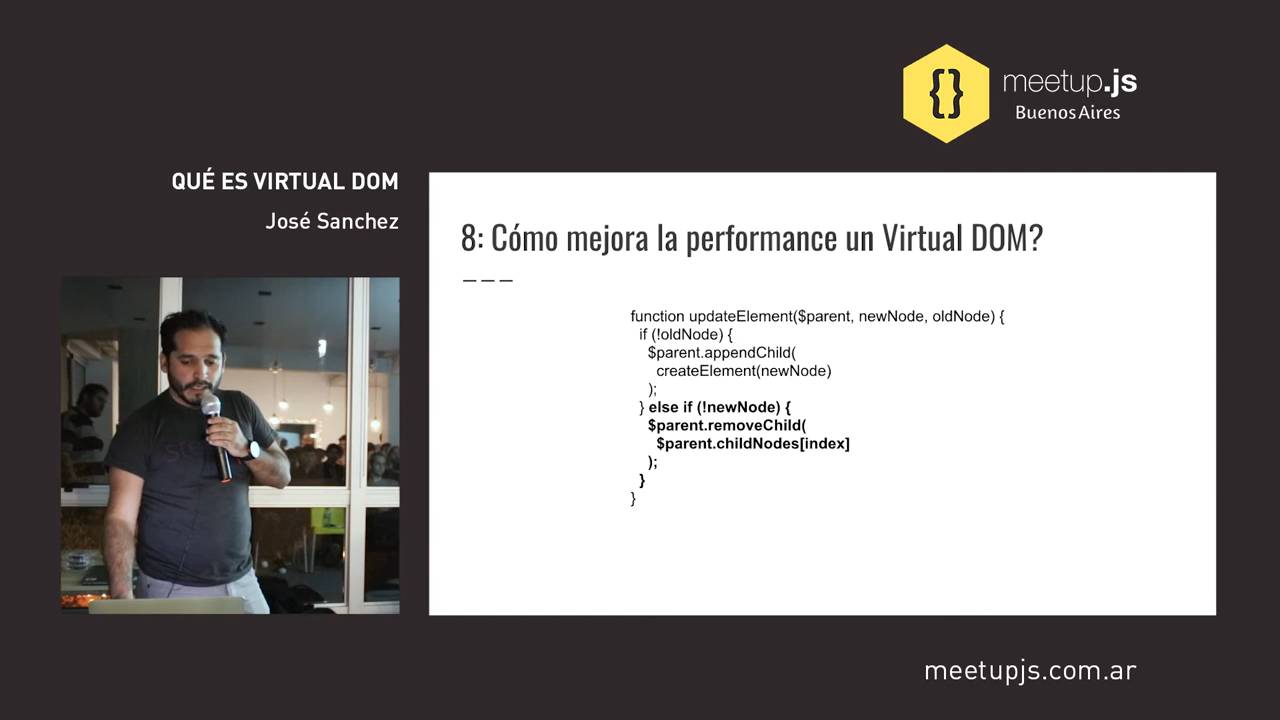 {}
meetup.js
Buenos Aires
QUÉ ES VIRTUAL DOM
José Sanchez
8: Cómo mejora la performance un Virtual DOM?
function updateElement($parent, newNode, oldNode) {
if (!oldNode) {
$parent.appendChild(
createElement(newNode)
);
} else if (!newNode) {
$parent.removeChild(
$parent.childNodes[index]
);
}
}
meetupjs.com.ar